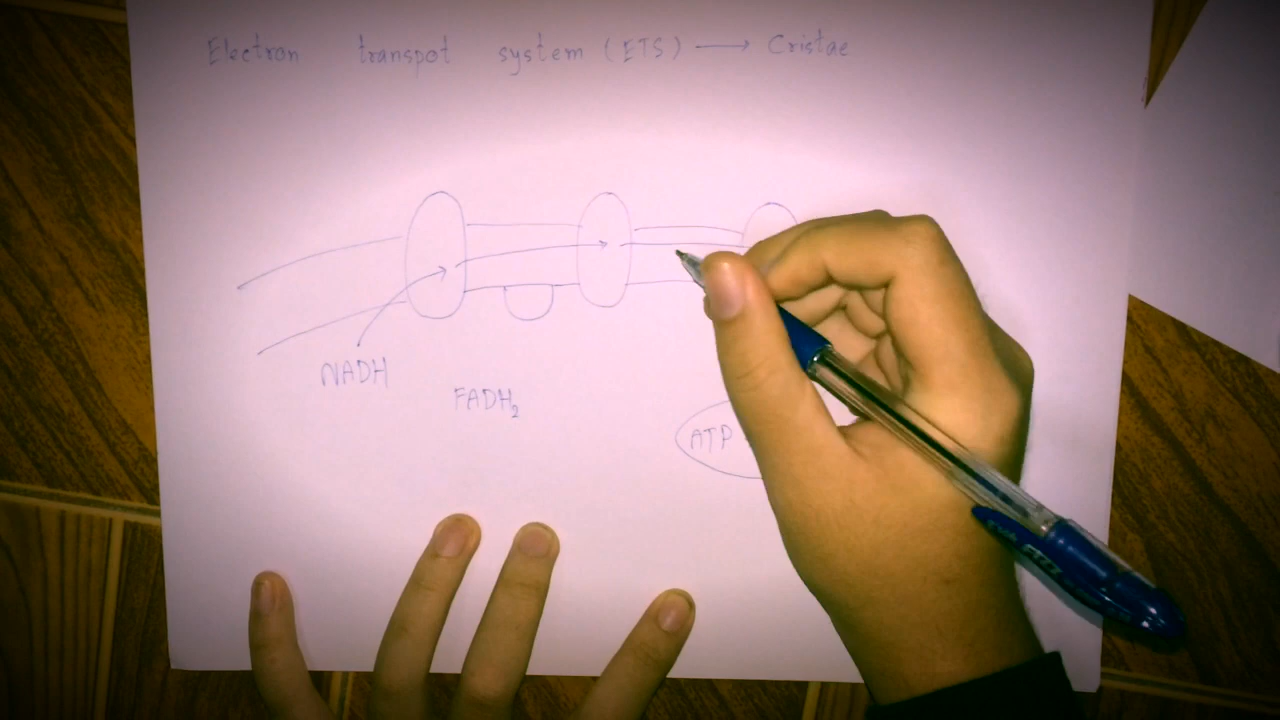 Electron transpot system (ETS) → Cristae
NADH
FADH₂
ATP